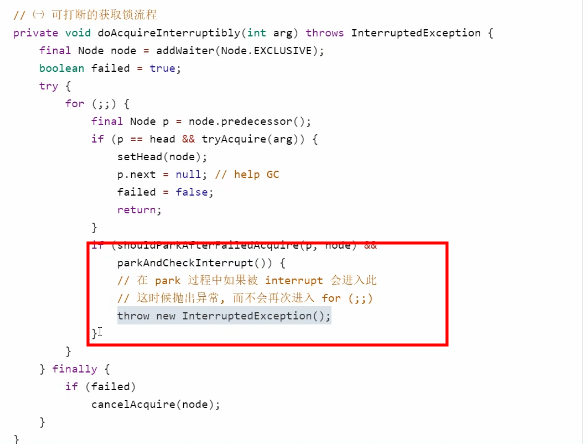 // ㈠ 可打断的获取锁流程
private void doAcquireInterruptibly(int arg) throws InterruptedException {
    final Node node = addWaiter(Node.EXCLUSIVE);
    boolean failed = true;
    try {
        for (;;) {
            final Node p = node.predecessor();
            if (p == head && tryAcquire(arg)) {
                setHead(node);
                p.next = null; // help GC
                failed = false;
                return;
            }
            if (shouldParkAfterFailedAcquire(p, node) &&
                parkAndCheckInterrupt()) {
                // 在 park 过程中如果被 interrupt 会进入此
                // 这时候抛出异常, 而不会再次进入 for (;;)
                throw new InterruptedException();
            }
        }
    } finally {
        if (failed)
            cancelAcquire(node);
    }
}